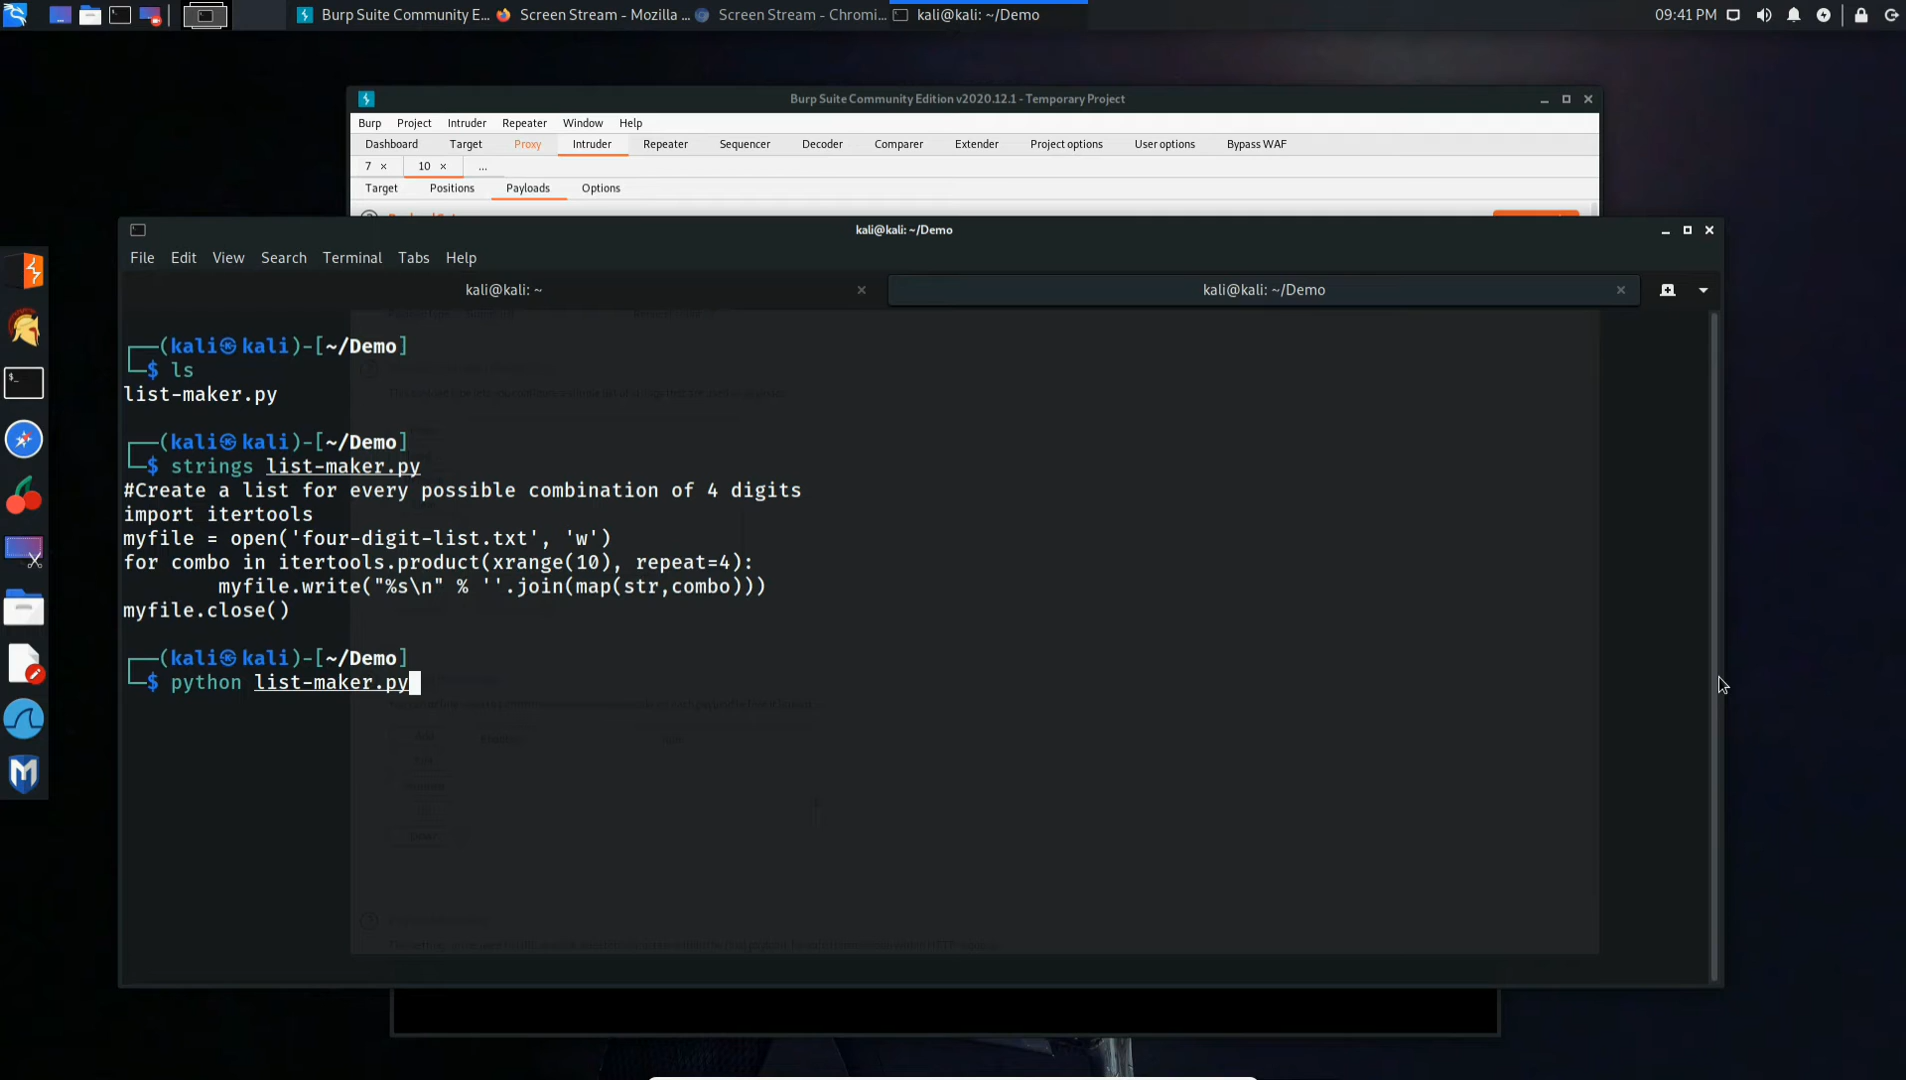 Burp Suite Community E...
Screen Stream - Mozilla ...
Screen Stream - Chromi...
kali@kali: ~/Demo
09:41 PM
Burp Suite Community Edition v2020.12.1 - Temporary Project
Burp Project Intruder Repeater Window Help
Dashboard Target Proxy Intruder Repeater Sequencer Decoder Comparer Extender Project options User options Bypass WAF
7 × 10 × ...
Target Positions Payloads Options
kali@kali: ~/Demo
File Edit View Search Terminal Tabs Help
kali@kali: ~
kali@kali: ~/Demo
┌──(kali㉿kali)-[~/Demo]
└─$ ls
list-maker.py
┌──(kali㉿kali)-[~/Demo]
└─$ strings list-maker.py
#Create a list for every possible combination of 4 digits
import itertools
myfile = open('four-digit-list.txt', 'w')
for combo in itertools.product(xrange(10), repeat=4):
        myfile.write("%s\n" % ''.join(map(str,combo)))
myfile.close()
┌──(kali㉿kali)-[~/Demo]
└─$ python list-maker.py